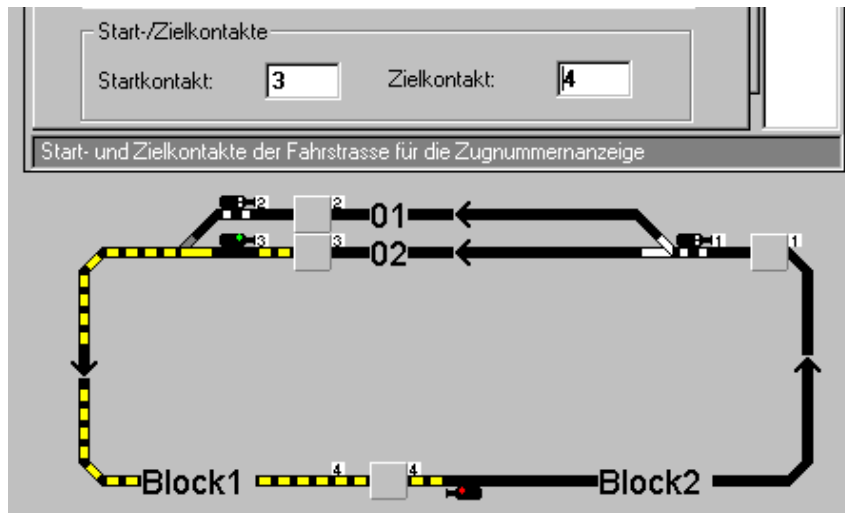 Start-/Zielkontakte
Startkontakt: 3 Zielkontakt: 4
Start- und Zielkontakte der Fahrstrasse für die Zugnummernanzeige
2 2
01
3 3 1 1
02
4 4
Block1 Block2